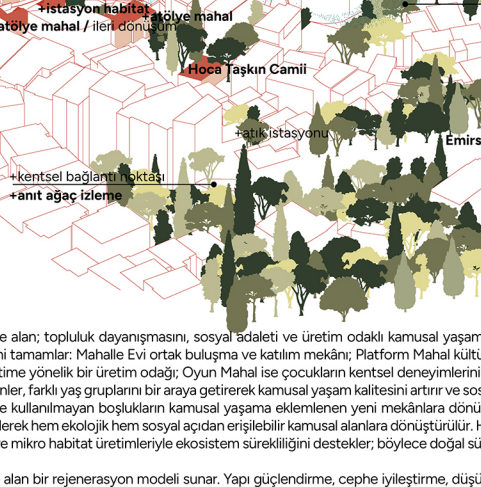 +istasyon habitat
+atölye mahal
atölye mahal / ileri dönüşüm
Hoca Taşkın Camii
+atık istasyonu
Emirs
+kentsel bağlantı noktası
+anıt ağaç izleme
e alan; topluluk dayanışmasını, sosyal adaleti ve üretim odaklı kamusal yaşam
ni tamamlar: Mahalle Evi ortak buluşma ve katılım mekânı; Platform Mahal kültü
time yönelik bir üretim odağı; Oyun Mahal ise çocukların kentsel deneyimlerini
nler, farklı yaş gruplarını bir araya getirerek kamusal yaşam kalitesini artırır ve sos
e kullanılmayan boşlukların kamusal yaşama eklemlenen yeni mekânlara dönü
lerek hem ekolojik hem sosyal açıdan erişilebilir kamusal alanlara dönüştürülür. H
e mikro habitat üretimleriyle ekosistem sürekliliğini destekler; böylece doğal sü
alan bir rejenerasyon modeli sunar. Yapı güçlendirme, cephe iyileştirme, düşü